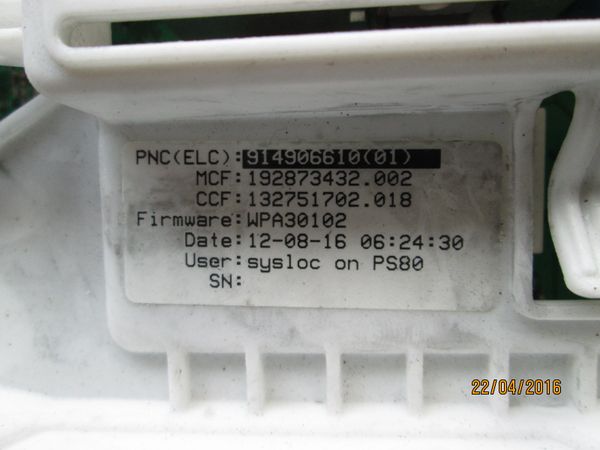 PNC(ELC):914906610(01)
MCF:192873432.002
CCF:132751702.018
Firmware:WPA30102
Date:12-08-16 06:24:30
User:sysloc on PS80
SN:
22/04/2016